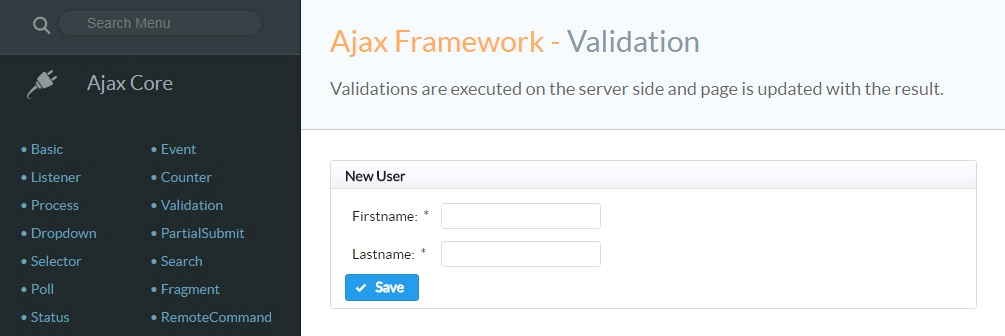 Search Menu
Ajax Core
• Basic
• Event
• Listener
• Counter
• Process
• Validation
• Dropdown
• PartialSubmit
• Selector
• Search
• Poll
• Fragment
• Status
• RemoteCommand
Ajax Framework - Validation
Validations are executed on the server side and page is updated with the result.
New User
Firstname: *
Lastname: *
Save